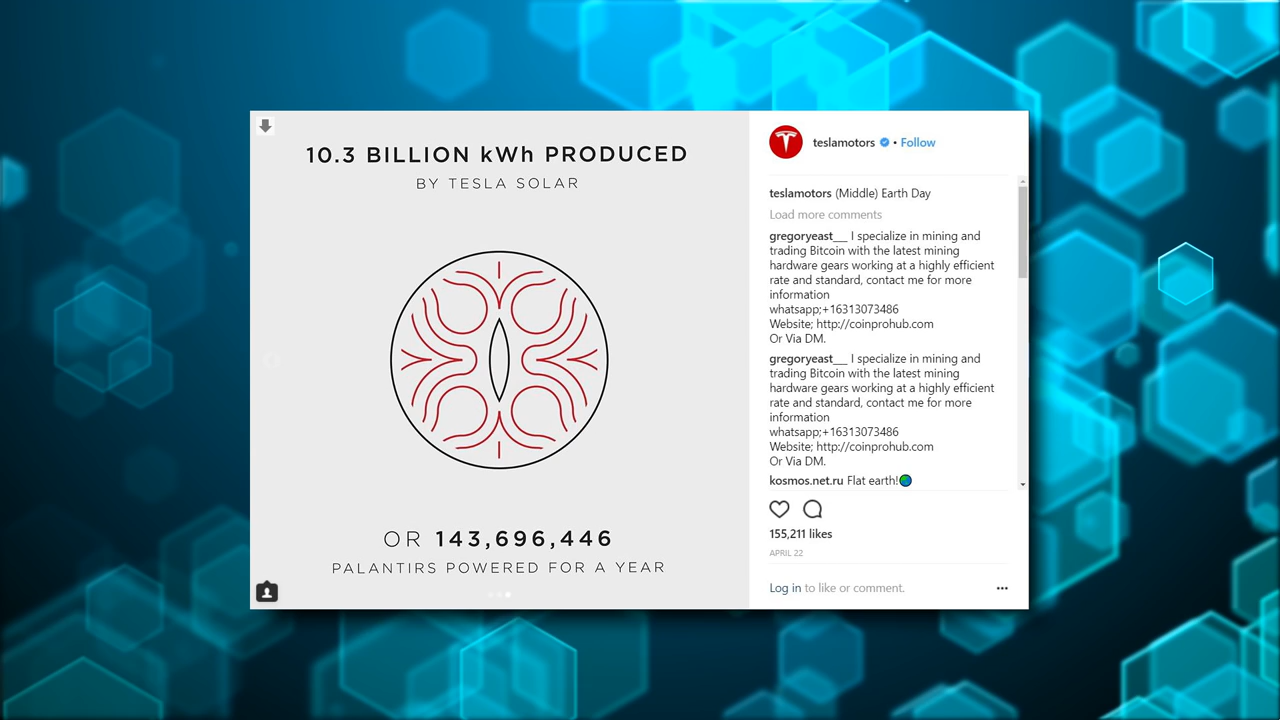 10.3 BILLION kWh PRODUCED
BY TESLA SOLAR
OR 143,696,446
PALANTIRS POWERED FOR A YEAR
teslamotors • Follow
teslamotors (Middle) Earth Day
Load more comments
gregoryeast__ I specialize in mining and
trading Bitcoin with the latest mining
hardware gears working at a highly efficient
rate and standard, contact me for more
information
whatsapp;+16313073486
Website; http://coinprohub.com
Or Via DM.
gregoryeast__ I specialize in mining and
trading Bitcoin with the latest mining
hardware gears working at a highly efficient
rate and standard, contact me for more
information
whatsapp;+16313073486
Website; http://coinprohub.com
Or Via DM.
kosmos.net.ru Flat earth!🌍
155,211 likes
APRIL 22
Log in to like or comment.